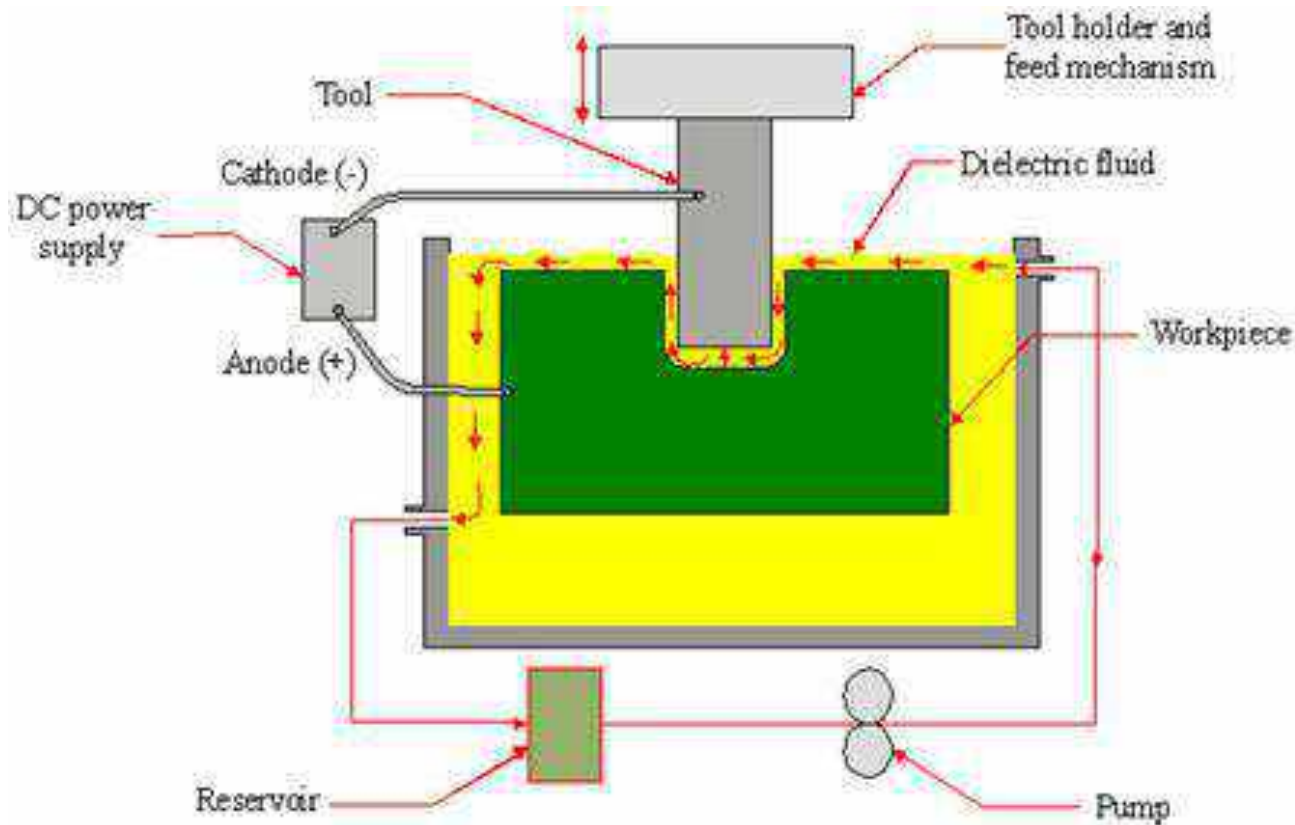 Tool holder and
feed mechanism
Tool
Dielectric fluid
Cathode (-)
DC power
supply
Workpiece
Anode (+)
Reservoir
Pump